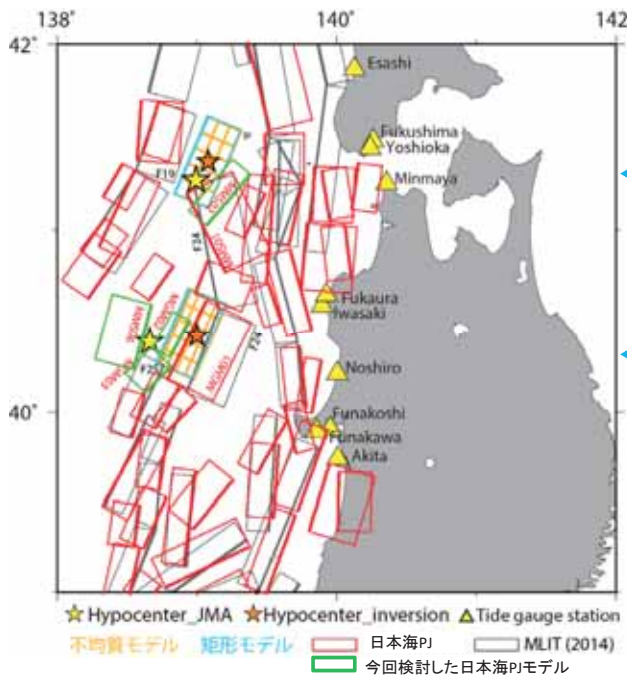 138° 140° 142°
42°
Esashi
Fukushima
Yoshioka
F19
Minmaya
F24
Fukaura
Iwasaki
F24
Noshiro
40°
Funakoshi
Funakawa
Akita
Hypocenter_JMA Hypocenter_inversion Tide gauge station
不均質モデル 矩形モデル 日本海PJ MLIT (2014)
今回検討した日本海PJモデル